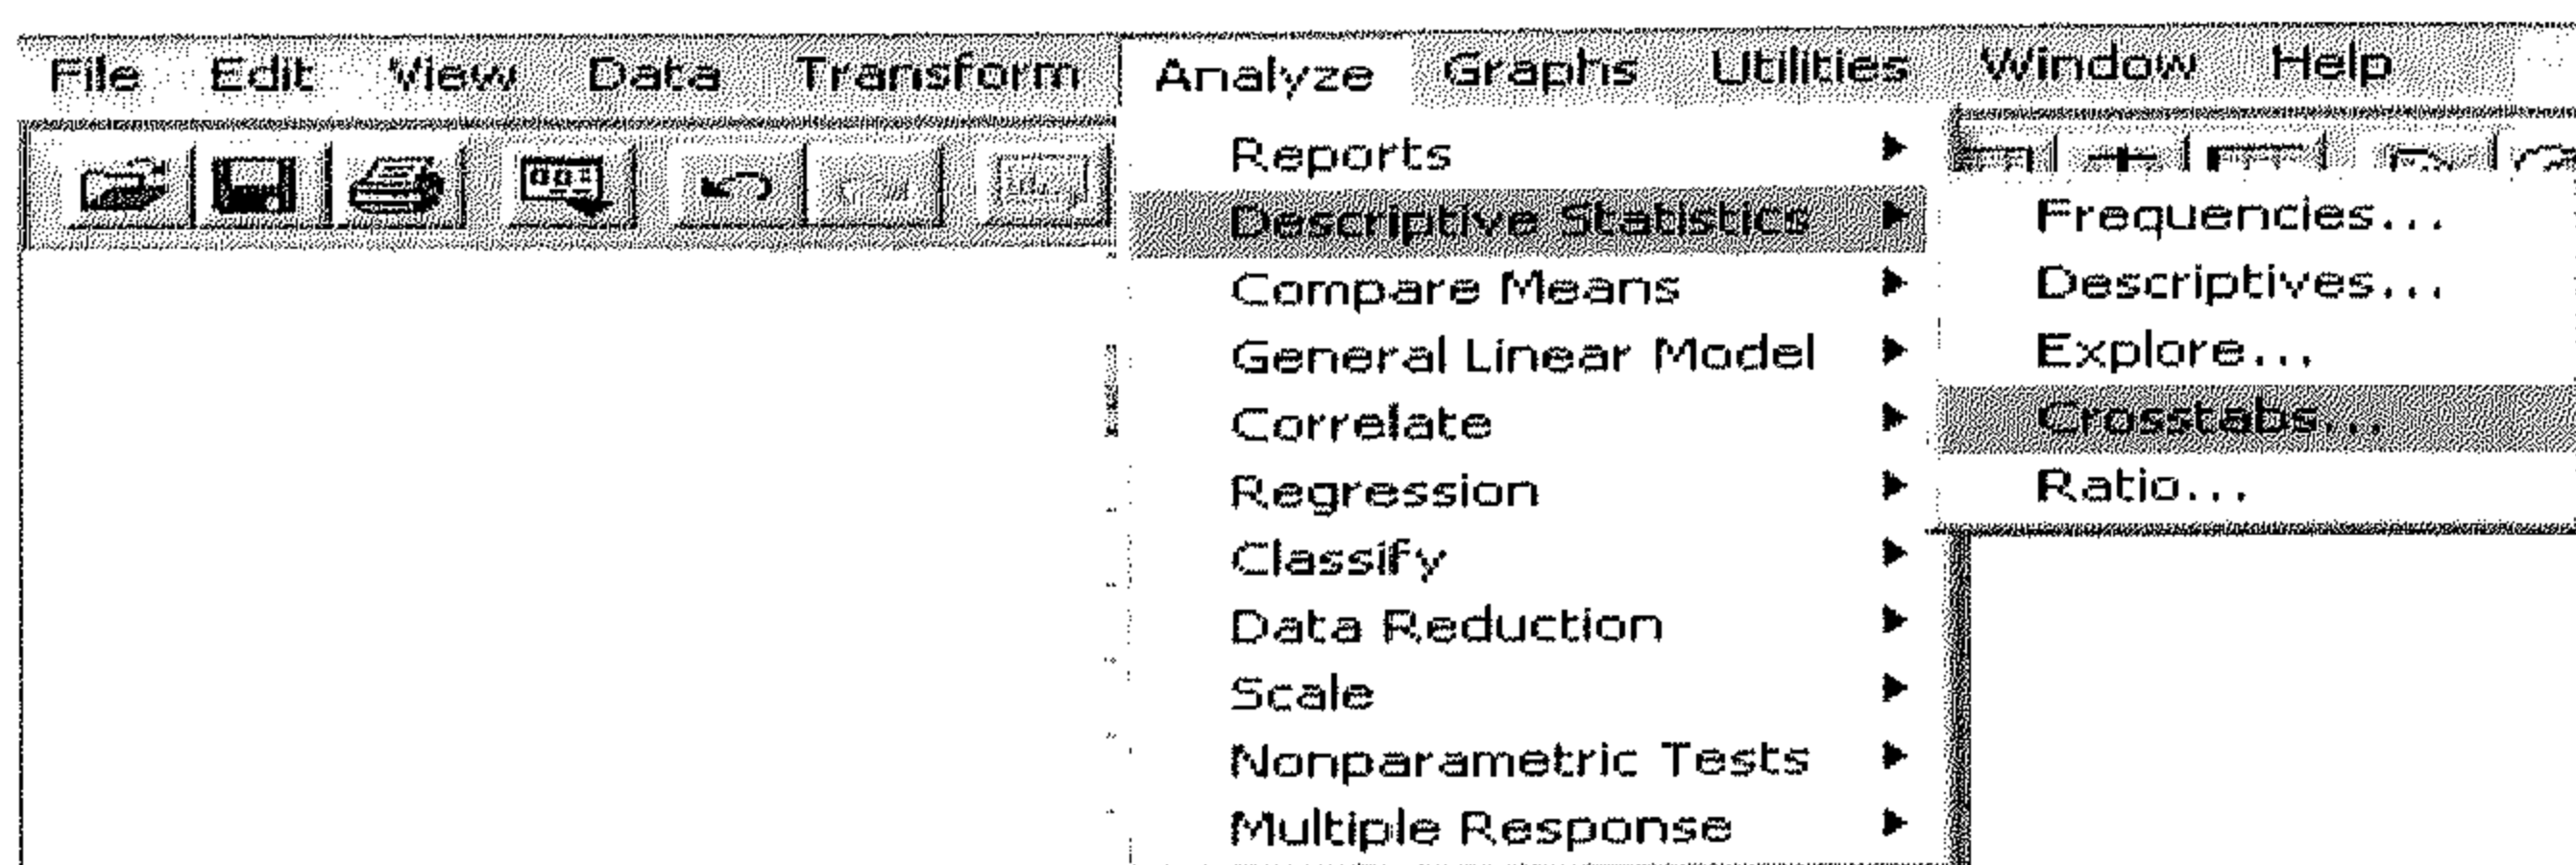 File Edit View Data Transform Analyze Graphs Utilities Window Help
Reports
Descriptive Statistics
Compare Means
General Linear Model
Correlate
Regression
Classify
Data Reduction
Scale
Nonparametric Tests
Multiple Response
Frequencies...
Descriptives...
Explore...
Crosstabs...
Ratio...